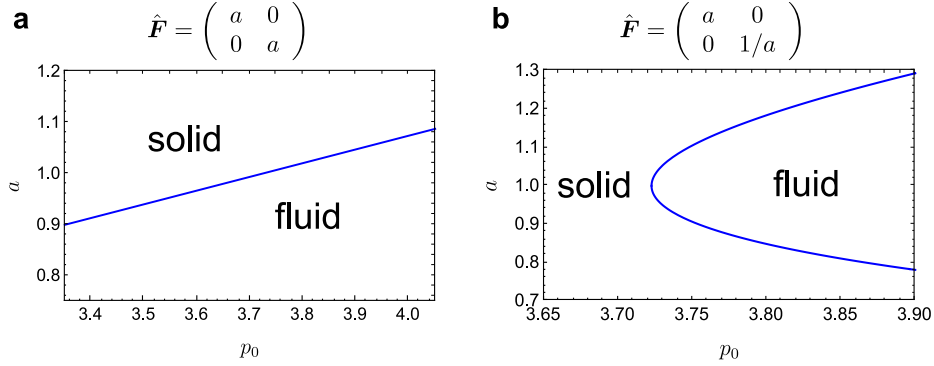 a
F̂ = ( a 0
0 a )
1.2
1.1
1.0
0.9
0.8
a
solid
fluid
3.4 3.5 3.6 3.7 3.8 3.9 4.0
p₀
b
F̂ = ( a 0
0 1/a )
1.3
1.2
1.1
1.0
0.9
0.8
0.7
a
solid
fluid
3.65 3.70 3.75 3.80 3.85 3.90
p₀